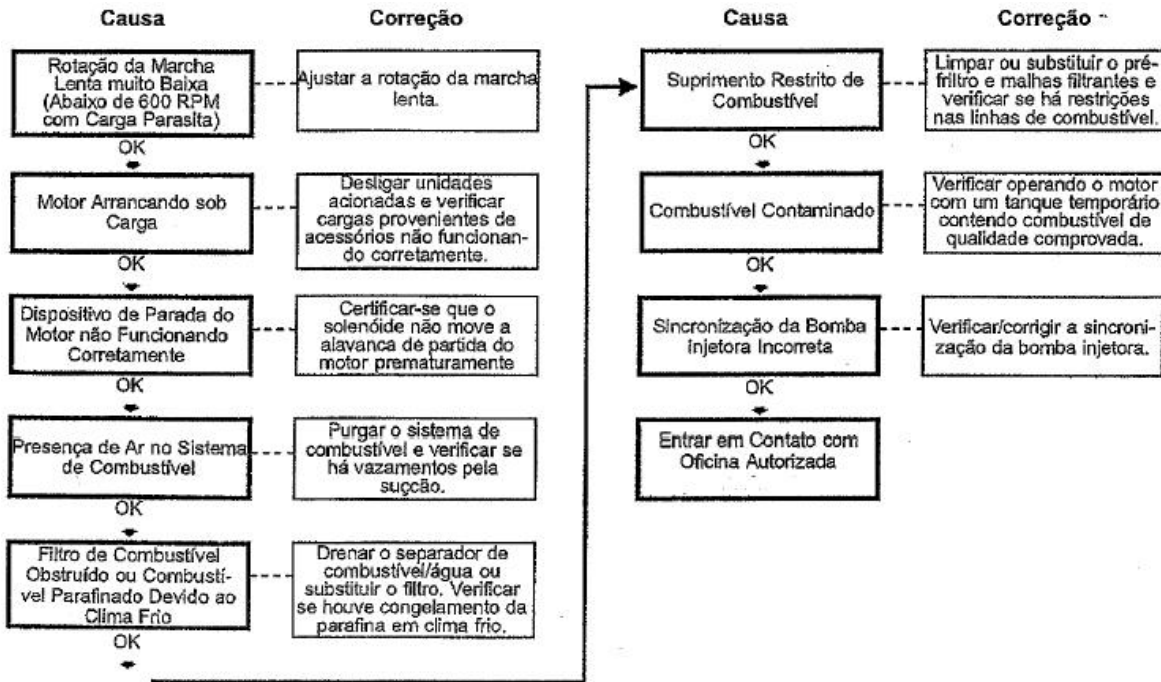 Causa
Correção
Rotação da Marcha
Lenta muito Baixa
(Abaixo de 600 RPM
com Carga Parasita)
Ajustar a rotação da marcha
lenta.
OK
Motor Arrancando sob
Carga
Desligar unidades
acionadas e verificar
cargas provenientes de
acessórios não funcionan-
do corretamente.
OK
Dispositivo de Parada do
Motor não Funcionando
Corretamente
Certificar-se que o
solenóide não move a
alavanca de partida do
motor prematuramente
OK
Presença de Ar no Sistema
de Combustível
Purgar o sistema de
combustível e verificar se
há vazamentos pela
sucção.
OK
Filtro de Combustível
Obstruído ou Combustí-
vel Parafinado Devido ao
Clima Frio
Drenar o separador de
combustível/água ou
substituir o filtro. Verificar
se houve congelamento da
parafina em clima frio.
OK
Causa
Correção
Suprimento Restrito de
Combustível
Limpar ou substituir o pré-
friltro e malhas filtrantes e
verificar se há restrições
nas linhas de combustível.
OK
Combustível Contaminado
Verificar operando o motor
com um tanque temporário
contendo combustível de
qualidade comprovada.
OK
Sincronização da Bomba
injetora Incorreta
Verificar/corrigir a sincroni-
zação da bomba injetora.
OK
Entrar em Contato com
Oficina Autorizada